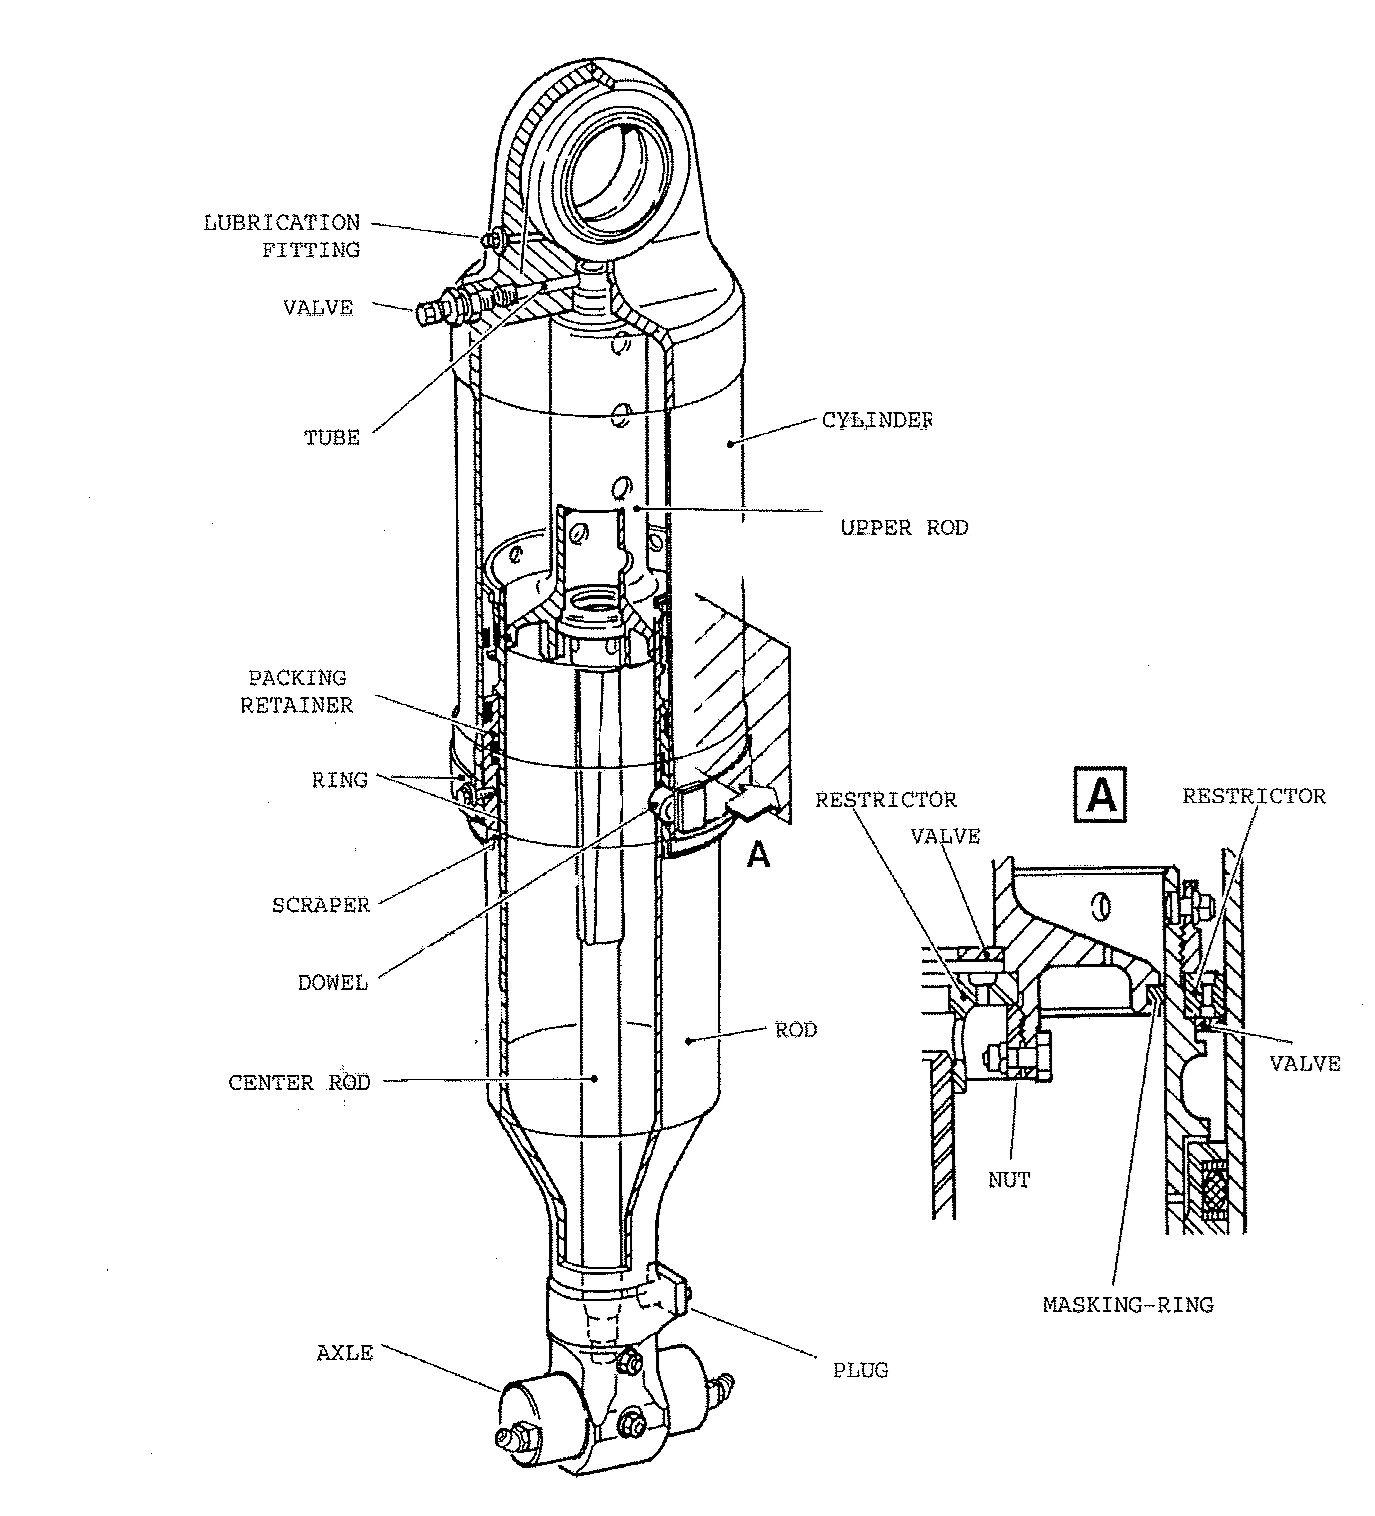 LUBRICATION
FITTING
VALVE
TUBE
CYLINDER
UPPER ROD
PACKING
RETAINER
RING
SCRAPER
DOWEL
A
ROD
CENTER ROD
AXLE
PLUG
A
RESTRICTOR
VALVE
RESTRICTOR
VALVE
NUT
MASKING-RING